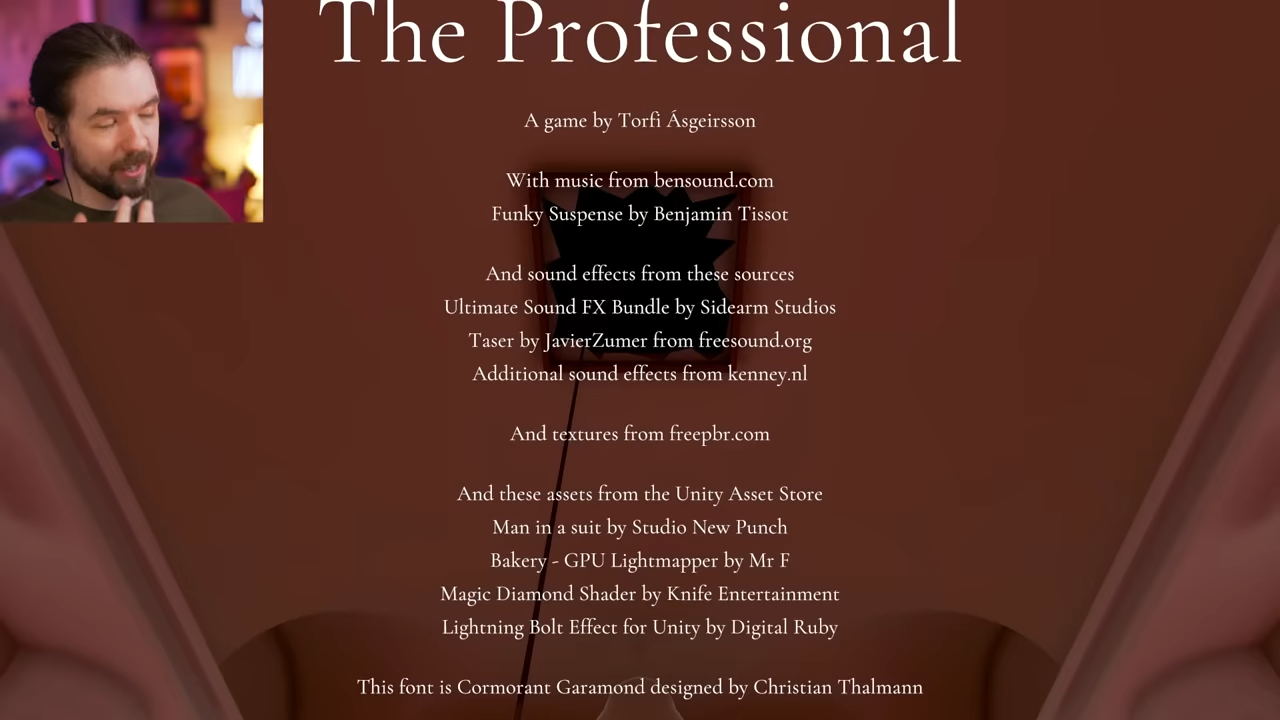 The Professional
A game by Torfi Ásgeirsson
With music from bensound.com
Funky Suspense by Benjamin Tissot
And sound effects from these sources
Ultimate Sound FX Bundle by Sidearm Studios
Taser by JavierZumer from freesound.org
Additional sound effects from kenney.nl
And textures from freepbr.com
And these assets from the Unity Asset Store
Man in a suit by Studio New Punch
Bakery - GPU Lightmapper by Mr F
Magic Diamond Shader by Knife Entertainment
Lightning Bolt Effect for Unity by Digital Ruby
This font is Cormorant Garamond designed by Christian Thalmann